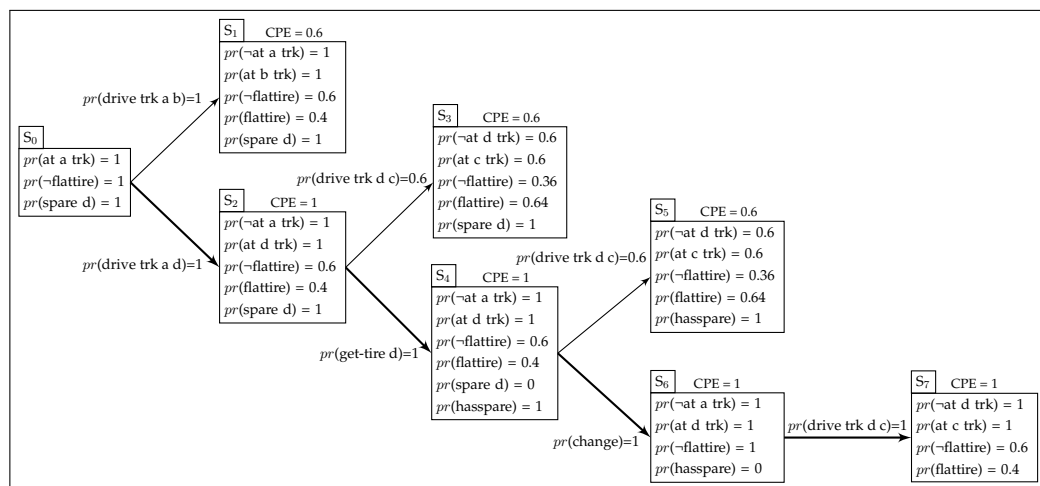 S₁ CPE = 0.6
pr(¬at a trk) = 1
pr(at b trk) = 1
pr(¬flattire) = 0.6
pr(flattire) = 0.4
pr(spare d) = 1
pr(drive trk a b)=1
S₀
pr(at a trk) = 1
pr(¬flattire) = 1
pr(spare d) = 1
pr(drive trk a d)=1
S₂ CPE = 1
pr(¬at a trk) = 1
pr(at d trk) = 1
pr(¬flattire) = 0.6
pr(flattire) = 0.4
pr(spare d) = 1
pr(drive trk d c)=0.6
S₃ CPE = 0.6
pr(¬at d trk) = 0.6
pr(at c trk) = 0.6
pr(¬flattire) = 0.36
pr(flattire) = 0.64
pr(spare d) = 1
pr(get-tire d)=1
S₄ CPE = 1
pr(¬at a trk) = 1
pr(at d trk) = 1
pr(¬flattire) = 0.6
pr(flattire) = 0.4
pr(spare d) = 0
pr(hasspare) = 1
pr(drive trk d c)=0.6
S₅ CPE = 0.6
pr(¬at d trk) = 0.6
pr(at c trk) = 0.6
pr(¬flattire) = 0.36
pr(flattire) = 0.64
pr(hasspare) = 1
pr(change)=1
S₆ CPE = 1
pr(¬at a trk) = 1
pr(at d trk) = 1
pr(¬flattire) = 1
pr(hasspare) = 0
pr(drive trk d c)=1
S₇ CPE = 1
pr(¬at d trk) = 1
pr(at c trk) = 1
pr(¬flattire) = 0.6
pr(flattire) = 0.4